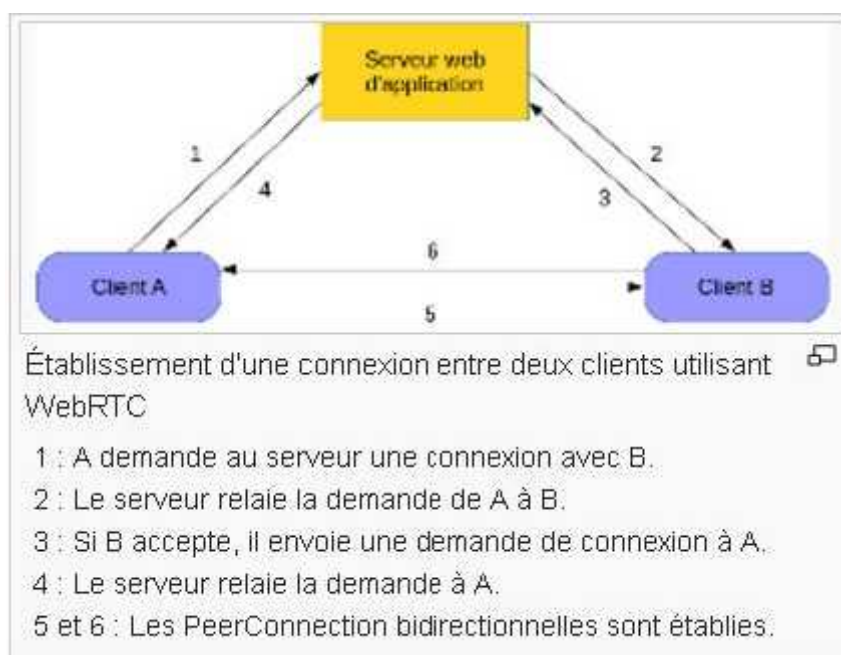 Serveur web
d'application
1
2
4
3
6
Client A
Client B
5
Établissement d'une connexion entre deux clients utilisant
WebRTC
1 : A demande au serveur une connexion avec B.
2 : Le serveur relaie la demande de A à B.
3 : Si B accepte, il envoie une demande de connexion à A.
4 : Le serveur relaie la demande à A.
5 et 6 : Les PeerConnection bidirectionnelles sont établies.